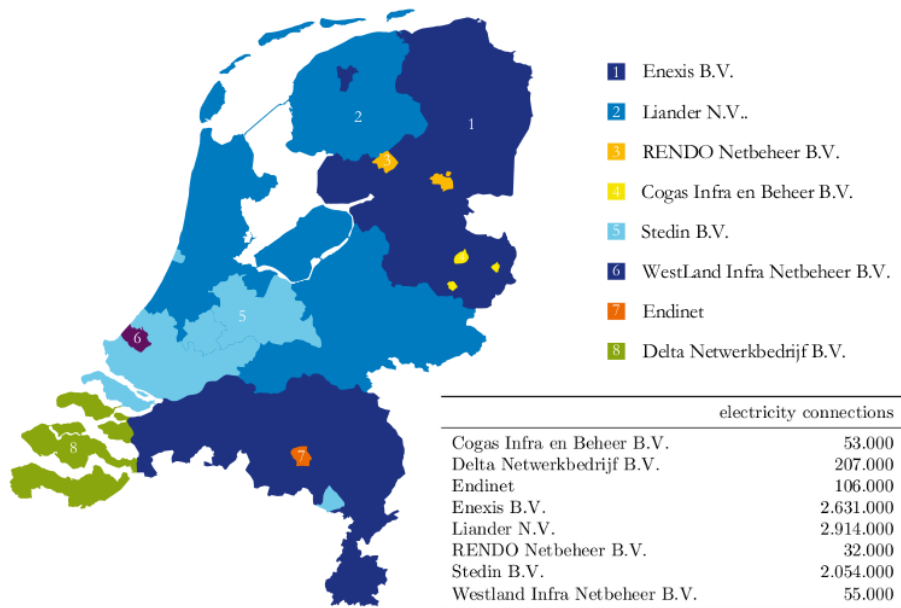 1 Enexis B.V.
2 Liander N.V..
3 RENDO Netbeheer B.V.
4 Cogas Infra en Beheer B.V.
5 Stedin B.V.
6 WestLand Infra Netbeheer B.V.
7 Endinet
8 Delta Netwerkbedrijf B.V.
2
1
3
4
5
6
7
8
electricity connections
Cogas Infra en Beheer B.V. 53.000
Delta Netwerkbedrijf B.V. 207.000
Endinet 106.000
Enexis B.V. 2.631.000
Liander N.V. 2.914.000
RENDO Netbeheer B.V. 32.000
Stedin B.V. 2.054.000
Westland Infra Netbeheer B.V. 55.000